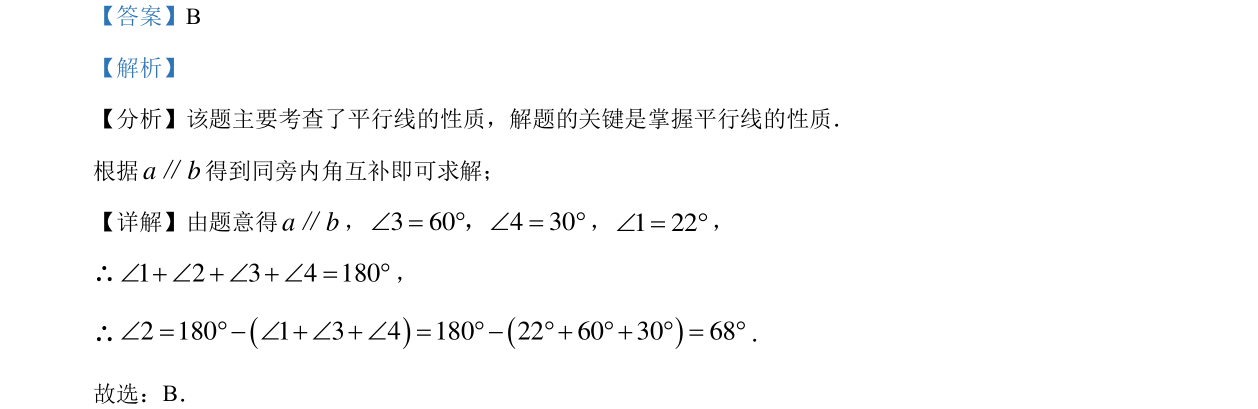 【答案】B
【解析】
【分析】该题主要考查了平行线的性质，解题的关键是掌握平行线的性质．
根据a∥b得到同旁内角互补即可求解；
【详解】由题意得a∥b，∠3=60°，∠4=30°，∠1=22°，
∴∠1+∠2+∠3+∠4=180°，
∴∠2=180°−(∠1+∠3+∠4)=180°−(22°+60°+30°)=68°．
故选：B．